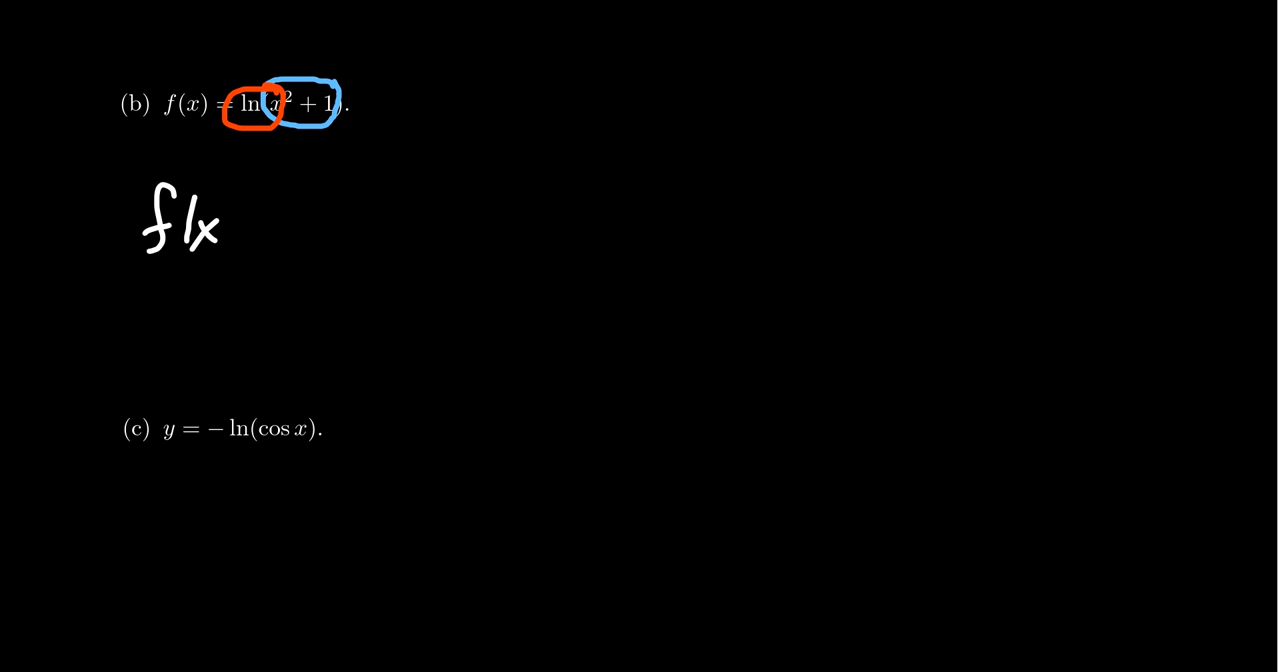 (b) f(x) = ln(x² + 1).
f(x
(c) y = − ln(cos x).